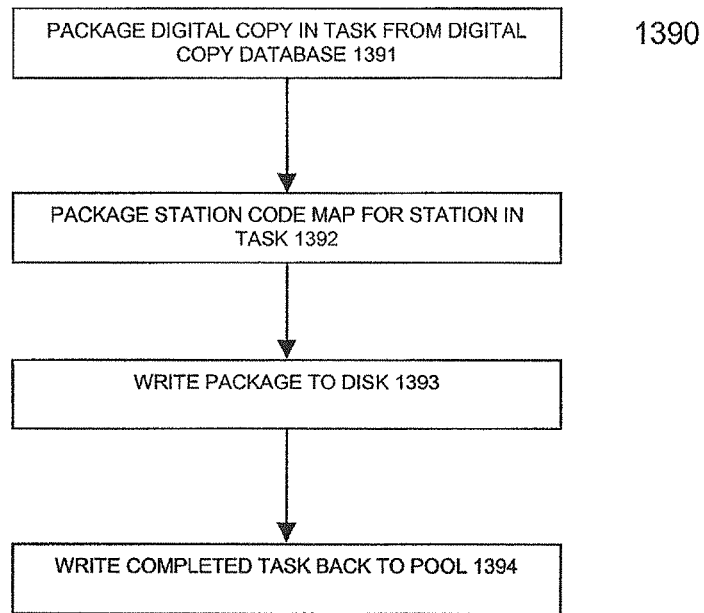 PACKAGE DIGITAL COPY IN TASK FROM DIGITAL
COPY DATABASE 1391
1390
PACKAGE STATION CODE MAP FOR STATION IN
TASK 1392
WRITE PACKAGE TO DISK 1393
WRITE COMPLETED TASK BACK TO POOL 1394